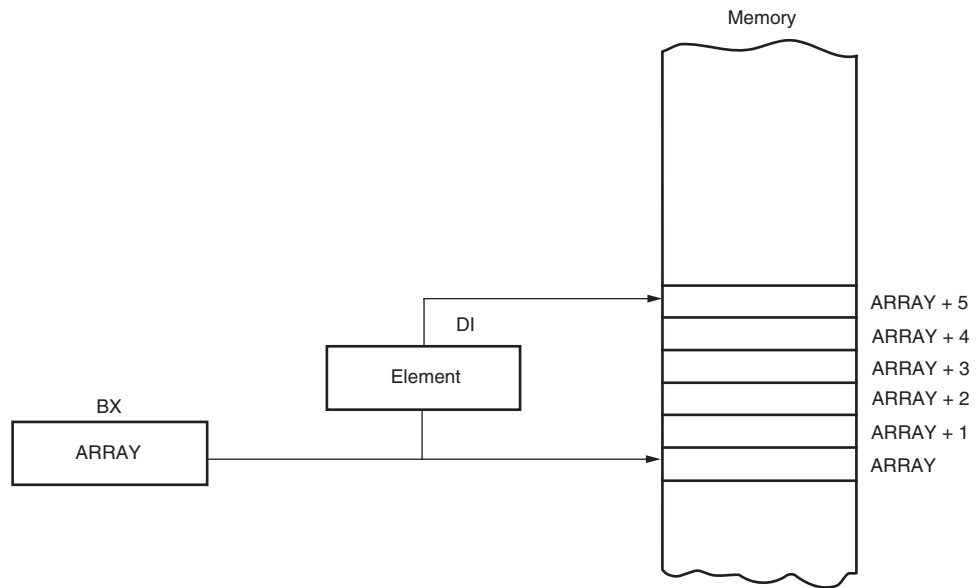 Memory
ARRAY + 5
DI
ARRAY + 4
Element
ARRAY + 3
ARRAY + 2
BX
ARRAY + 1
ARRAY
ARRAY